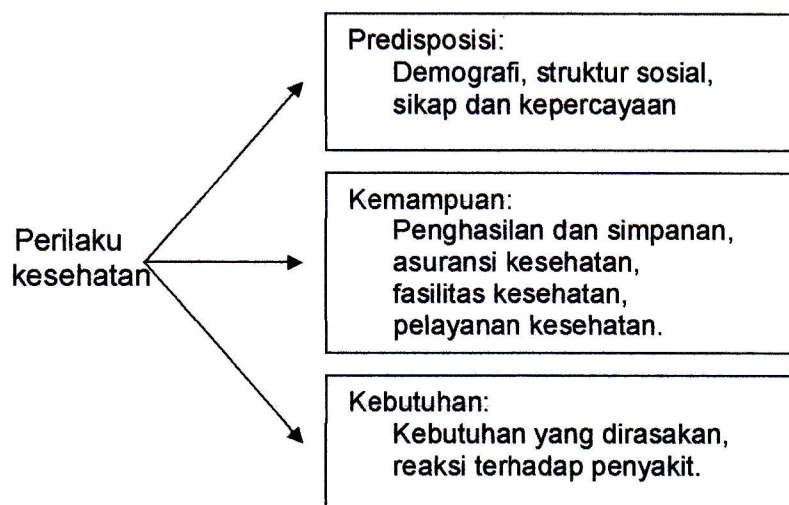 Predisposisi:
Demografi, struktur sosial,
sikap dan kepercayaan
Kemampuan:
Penghasilan dan simpanan,
asuransi kesehatan,
fasilitas kesehatan,
pelayanan kesehatan.
Perilaku
kesehatan
Kebutuhan:
Kebutuhan yang dirasakan,
reaksi terhadap penyakit.